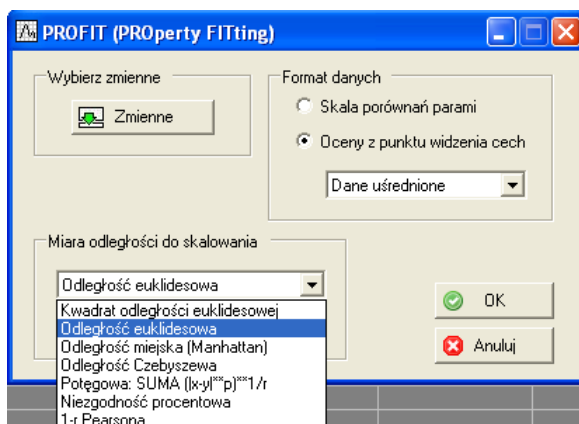 PROFIT (PROperty FITting)
Wybierz zmienne
Zmienne
Format danych
Skala porównań parami
Oceny z punktu widzenia cech
Dane uśrednione
Miara odległości do skalowania
Odległość euklidesowa
Kwadrat odległości euklidesowej
Odległość euklidesowa
Odległość miejska (Manhattan)
Odległość Czebyszewa
Potęgowa: SUMA (|x-y|**p)**1/r
Niezgodność procentowa
1-r Pearsona
OK
Anuluj